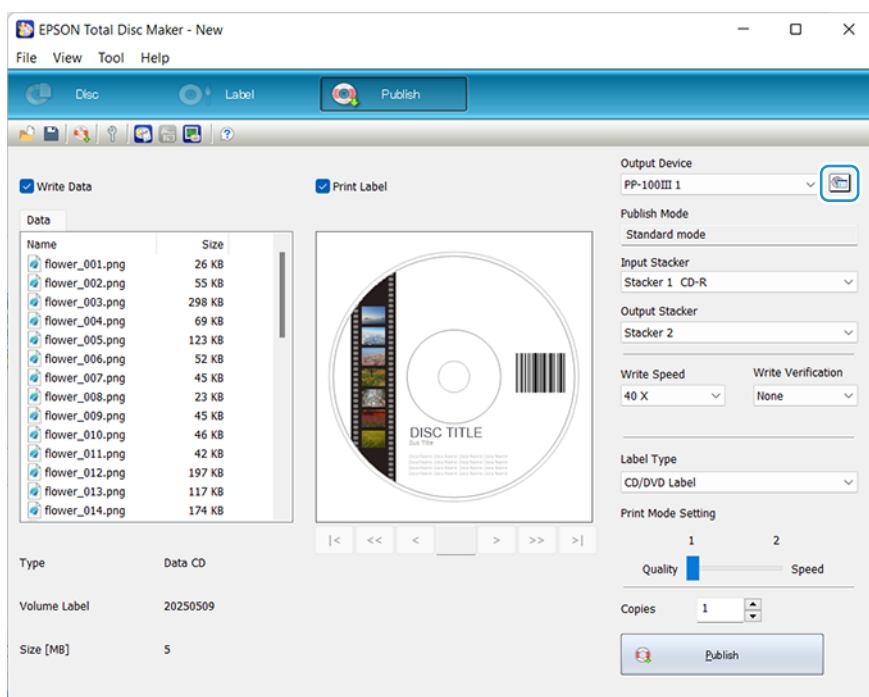 EPSON Total Disc Maker - New
File View Tool Help
Disc Label Publish
Write Data
Data
Name Size
flower_001.png 26 KB
flower_002.png 55 KB
flower_003.png 298 KB
flower_004.png 69 KB
flower_005.png 123 KB
flower_006.png 52 KB
flower_007.png 45 KB
flower_008.png 23 KB
flower_009.png 45 KB
flower_010.png 46 KB
flower_011.png 42 KB
flower_012.png 197 KB
flower_013.png 117 KB
flower_014.png 174 KB
Type Data CD
Volume Label 20250509
Size [MB] 5
Print Label
DISC TITLE
Sub Title
|< << < > >> >|
Output Device
PP-100III 1
Publish Mode
Standard mode
Input Stacker
Stacker 1 CD-R
Output Stacker
Stacker 2
Write Speed Write Verification
40 X None
Label Type
CD/DVD Label
Print Mode Setting
1 2
Quality Speed
Copies 1
Publish